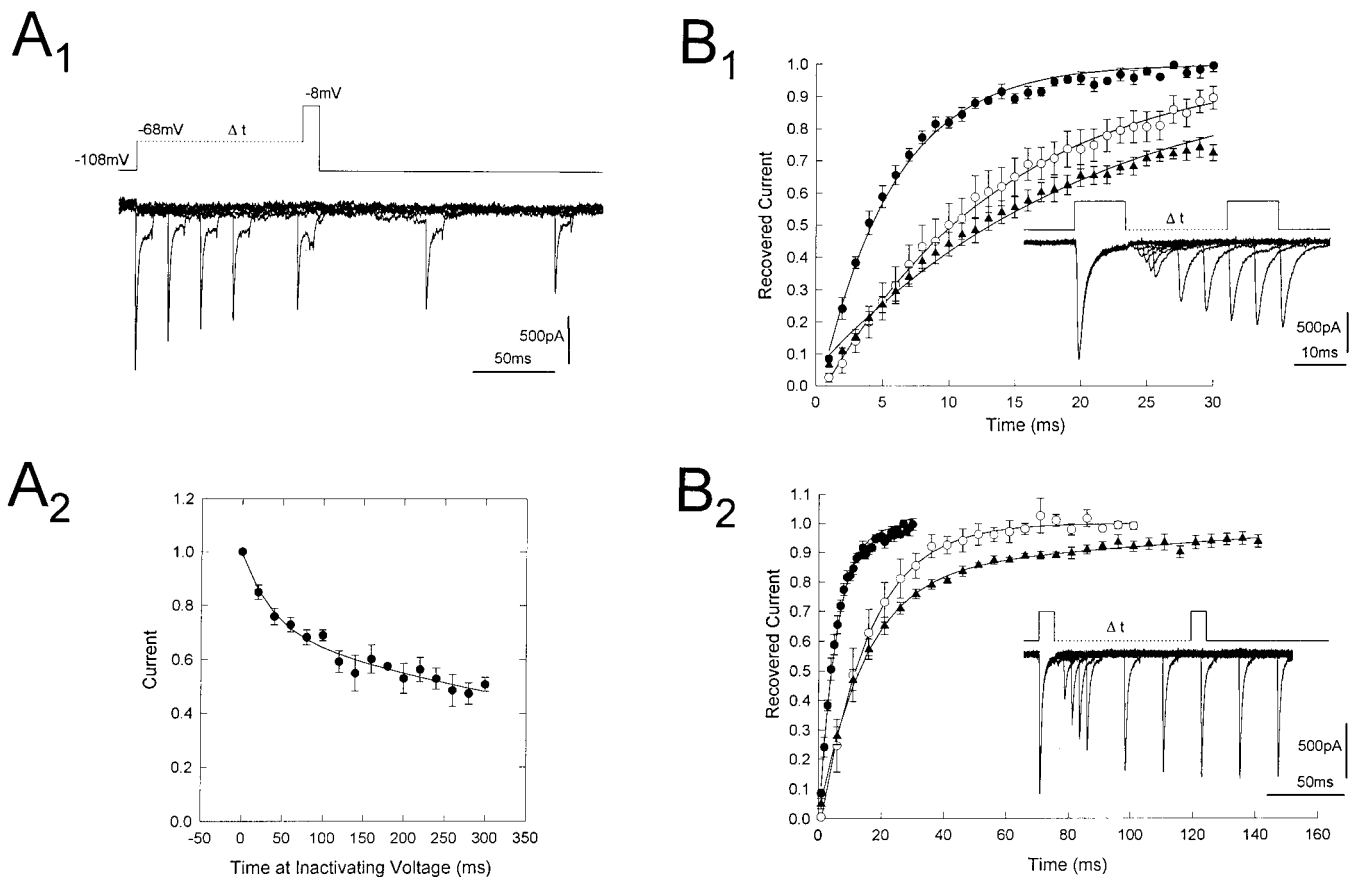 A1
-8mV
-68mV
Δ t
-108mV
500pA
50ms
B1
1.0
0.9
0.8
0.7
0.6
0.5
0.4
0.3
0.2
0.1
0.0
Recovered Current
0
5
10
15
20
25
30
Time (ms)
Δ t
500pA
10ms
A2
1.2
1.0
0.8
0.6
0.4
0.2
0.0
Current
-50
0
50
100
150
200
250
300
350
Time at Inactivating Voltage (ms)
B2
1.1
1.0
0.9
0.8
0.7
0.6
0.5
0.4
0.3
0.2
0.1
0.0
Recovered Current
0
20
40
60
80
100
120
140
160
Time (ms)
Δ t
500pA
50ms